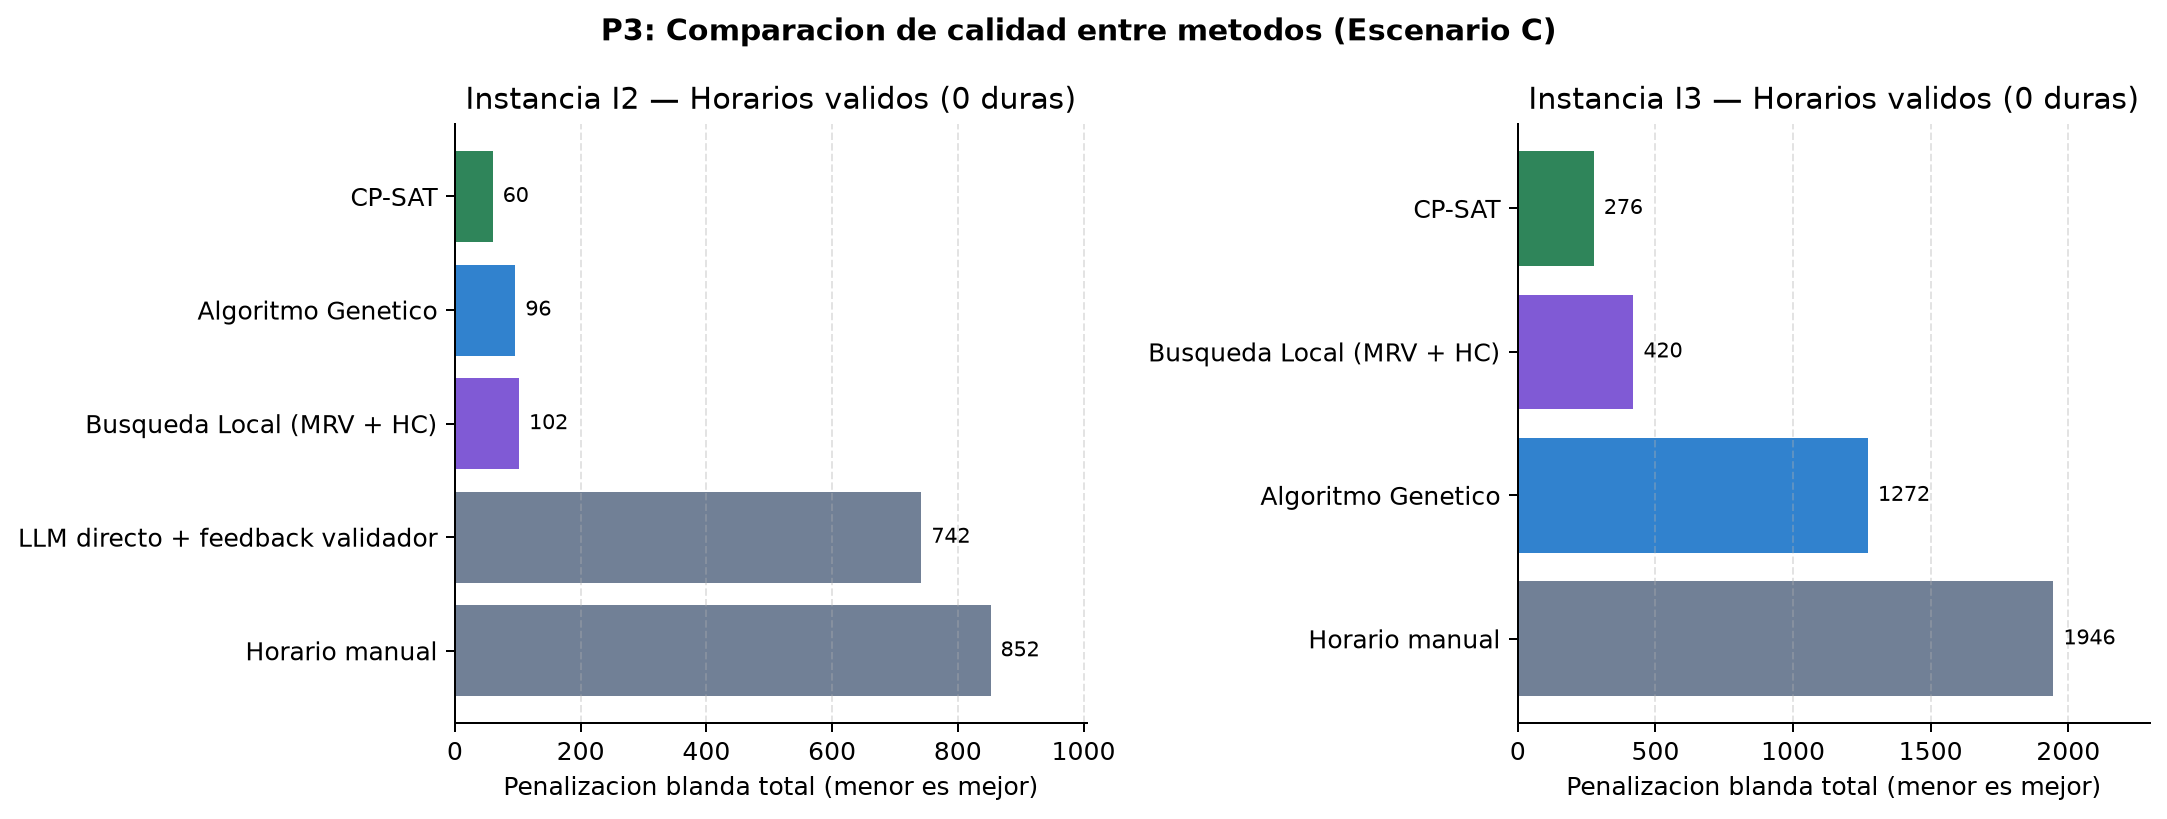 P3: Comparacion de calidad entre metodos (Escenario C)
Instancia I2 — Horarios validos (0 duras)
CP-SAT
60
Algoritmo Genetico
96
Busqueda Local (MRV + HC)
102
LLM directo + feedback validador
742
Horario manual
852
0 200 400 600 800 1000
Penalizacion blanda total (menor es mejor)
Instancia I3 — Horarios validos (0 duras)
CP-SAT
276
Busqueda Local (MRV + HC)
420
Algoritmo Genetico
1272
Horario manual
1946
0 500 1000 1500 2000
Penalizacion blanda total (menor es mejor)